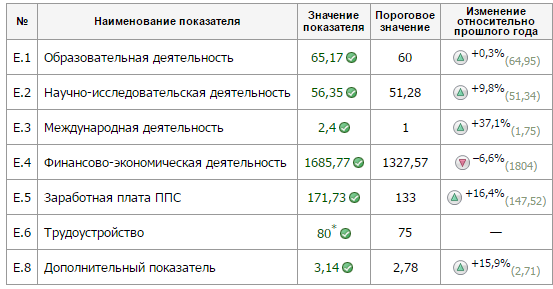 № Наименование показателя Значение показателя Пороговое значение Изменение относительно прошлого года
E.1 Образовательная деятельность 65,17 60 +0,3% (64,95)
E.2 Научно-исследовательская деятельность 56,35 51,28 +9,8% (51,34)
E.3 Международная деятельность 2,4 1 +37,1% (1,75)
E.4 Финансово-экономическая деятельность 1685,77 1327,57 −6,6% (1804)
E.5 Заработная плата ППС 171,73 133 +16,4% (147,52)
E.6 Трудоустройство 80* 75 —
E.8 Дополнительный показатель 3,14 2,78 +15,9% (2,71)